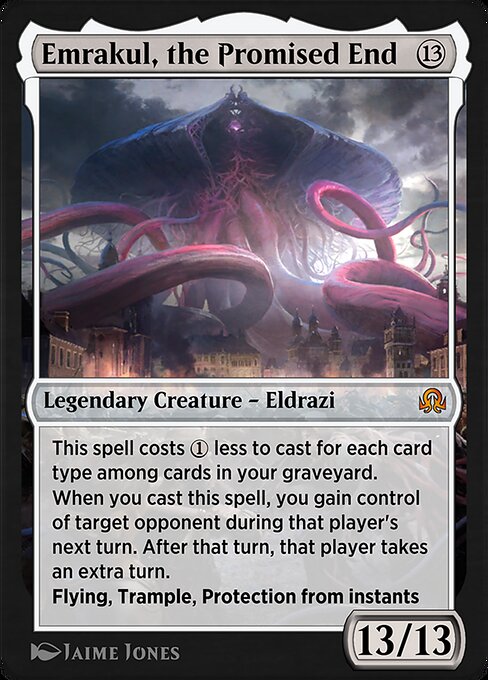 Emrakul, the Promised End 13
Legendary Creature – Eldrazi
This spell costs 1 less to cast for each card
type among cards in your graveyard.
When you cast this spell, you gain control
of target opponent during that player's
next turn. After that turn, that player takes
an extra turn.
Flying, Trample, Protection from instants
13/13
Jaime Jones